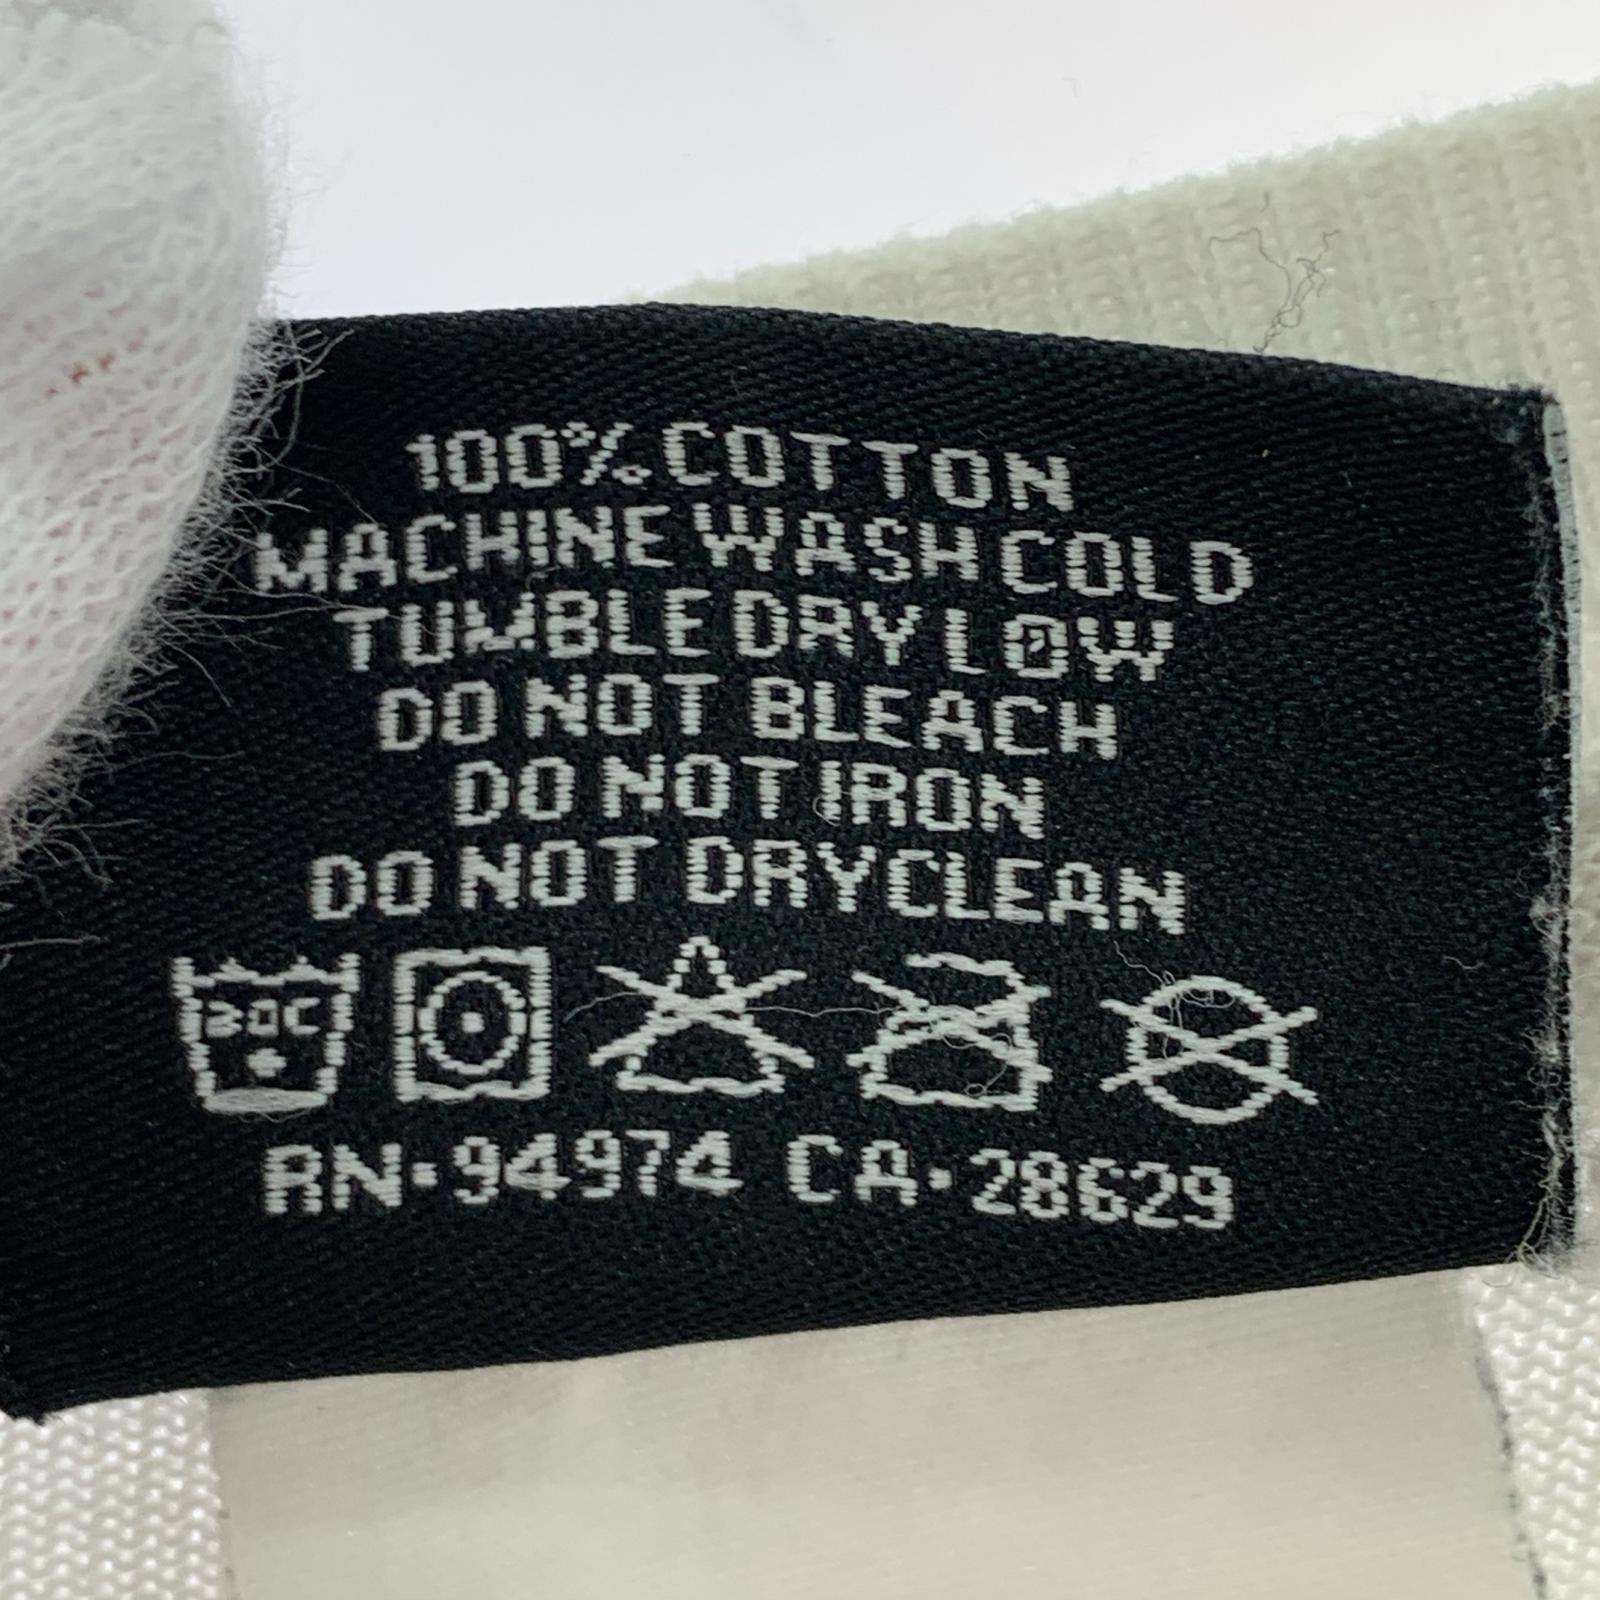 100% COTTON
MACHINE WASH COLD
TUMBLE DRY LOW
DO NOT BLEACH
DO NOT IRON
DO NOT DRYCLEAN
30C
RN·94974 CA·28629